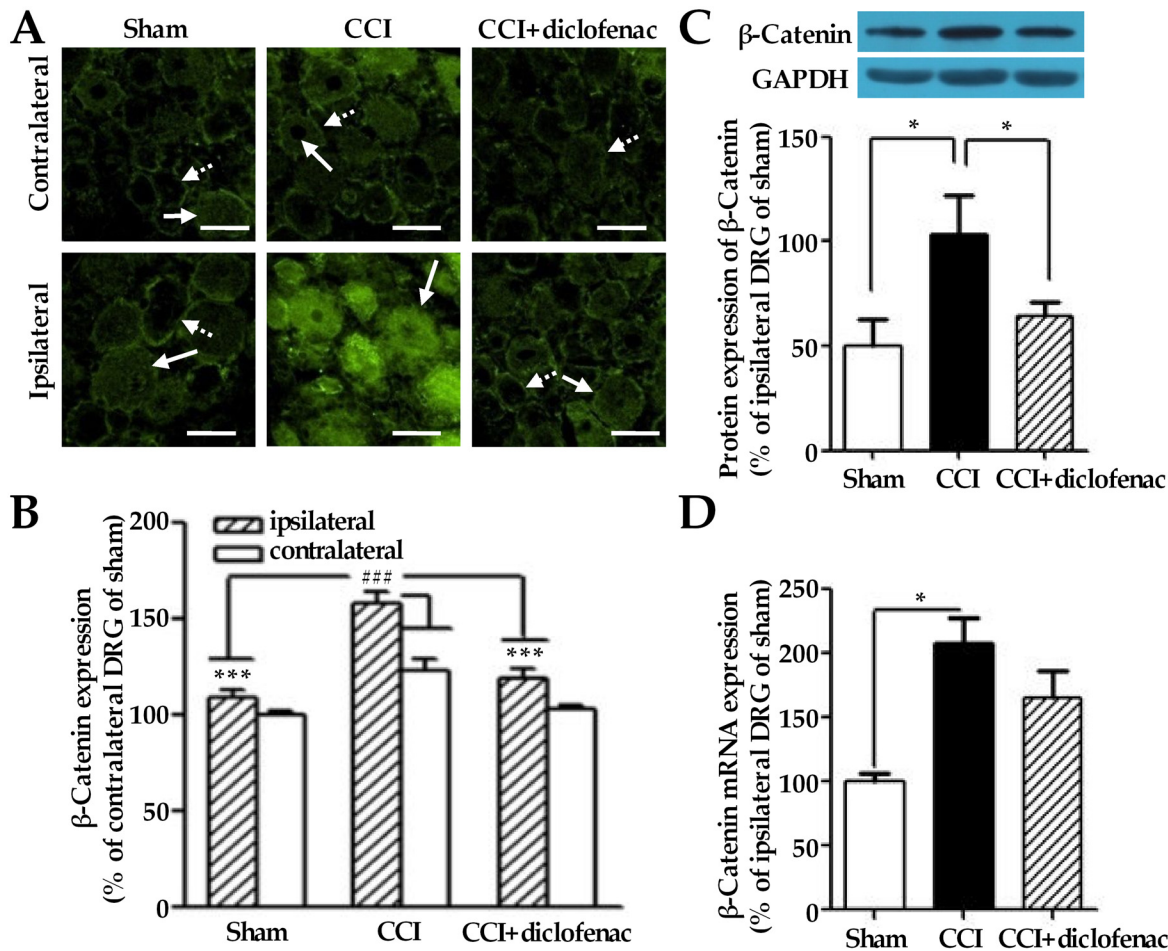 A
Sham
CCI
CCI+diclofenac
Contralateral
Ipsilateral
B
β-Catenin expression
(% of contralateral DRG of sham)
200
150
100
50
0
ipsilateral
contralateral
***
###
***
Sham
CCI
CCI+diclofenac
C
β-Catenin
GAPDH
Protein expression of β-Catenin
(% of ipsilateral DRG of sham)
150
100
50
0
*
*
Sham
CCI
CCI+diclofenac
D
β-Catenin mRNA expression
(% of ipsilateral DRG of sham)
250
200
150
100
50
0
*
Sham
CCI
CCI+diclofenac